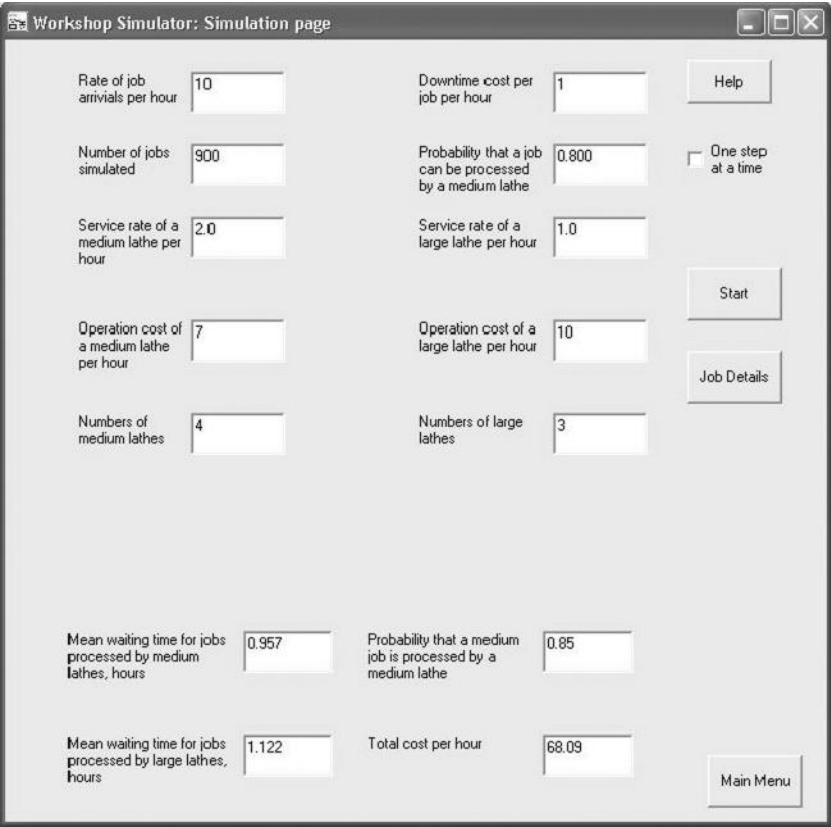 Workshop Simulator: Simulation page
Rate of job
arrivials per hour
10
Downtime cost per
job per hour
1
Help
Number of jobs
simulated
900
Probability that a job
can be processed
by a medium lathe
0.800
One step
at a time
Service rate of a
medium lathe per
hour
2.0
Service rate of a
large lathe per hour
1.0
Start
Operation cost of
a medium lathe
per hour
7
Operation cost of a
large lathe per hour
10
Job Details
Numbers of
medium lathes
4
Numbers of large
lathes
3
Mean waiting time for jobs
processed by medium
lathes, hours
0.957
Probability that a medium
job is processed by a
medium lathe
0.85
Mean waiting time for jobs
processed by large lathes,
hours
1.122
Total cost per hour
68.09
Main Menu